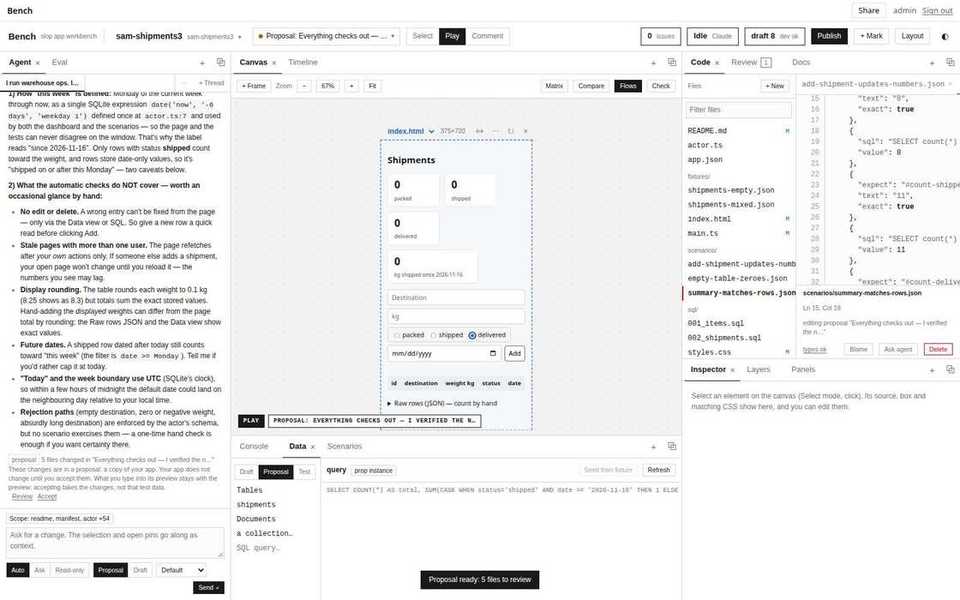 Bench
Share admin Sign out
Bench slop app workbench sam-shipments3 sam-shipments3
Proposal: Everything checks out — …
Select Play Comment
0 issues Idle Claude draft 8 dev ok Publish + Mark Layout
Agent × Eval
I run warehouse ops. I... ... + Thread
1) How "this week" is defined: Monday of the current week
through now, as a single SQLite expression date('now', '-6
days', 'weekday 1') defined once at actor.ts:7 and used
by both the dashboard and the scenarios — so the page and the
tests can never disagree on the window. That's why the label
reads "since 2026-11-16". Only rows with status shipped count
toward the weight, and rows store date-only values, so it's
"shipped on or after this Monday" — two caveats below.
2) What the automatic checks do NOT cover — worth an
occasional glance by hand:
• No edit or delete. A wrong entry can't be fixed from the page
— only via the Data view or SQL. So give a new row a quick
read before clicking Add.
• Stale pages with more than one user. The page refetches
after your own actions only. If someone else adds a shipment,
your open page won't change until you reload it — the
numbers you see may lag.
• Display rounding. The table rounds each weight to 0.1 kg
(8.25 shows as 8.3) but totals sum the exact stored values.
Hand-adding the displayed weights can differ from the page
total by rounding: the Raw rows JSON and the Data view show
exact values.
• Future dates. A shipped row dated after today still counts
toward "this week" (the filter is date >= Monday ). Tell me if
you'd rather cap it at today.
• "Today" and the week boundary use UTC (SQLite's clock),
so within a few hours of midnight the default date could land on
the neighbouring day relative to your local time.
• Rejection paths (empty destination, zero or negative weight,
absurdly long destination) are enforced by the actor's schema,
but no scenario exercises them — a one-time hand check is
enough if you want certainty there.
proposal 5 files changed in "Everything checks out — I verified the n…"
These changes are in a proposal: a copy of your app. Your app does not
change until you accept them. What you type into its preview stays with the
preview; accepting takes the changes, not that test data.
Review Accept
Scope: readme, manifest, actor +54
Ask for a change. The selection and open pins go along as
context.
Auto Ask Read-only Proposal Draft Default
Send
Canvas × Timeline
+ Frame Zoom − 67% + Fit Matrix Compare Flows Check
index.html 375×720
Shipments
0 packed
0 shipped
0 delivered
0 kg shipped since 2026-11-16
Destination
kg
packed shipped delivered
mm/dd/yyyy Add
id destination weight kg status date
Raw rows (JSON) — count by hand
PLAY PROPOSAL: EVERYTHING CHECKS OUT — I VERIFIED THE N…
Console Data × Scenarios
Draft Proposal Test
Tables
shipments
Documents
a collection…
SQL query…
query prop instance Seed from fixture Refresh
SELECT COUNT(*) AS total, SUM(CASE WHEN status='shipped' AND date >= '2026-11-16' THEN 1 ELSE
Proposal ready: 5 files to review
Code × Review 1 Docs
Files + New
Filter files
README.md M
actor.ts
app.json
fixtures/
shipments-empty.json
shipments-mixed.json
index.html M
main.ts M
scenarios/
add-shipment-updates-numb
empty-table-zeroes.json
summary-matches-rows.json
sql/
001_items.sql
002_shipments.sql
styles.css M
add-shipment-updates-numbers.json
15 "text": "8",
16 "exact": true
17 },
18 {
19 "sql": "SELECT count(*)
20 "value": 8
21 },
22 {
23 "expect": "#count-shippe
24 "text": "11",
25 "exact": true
26 },
27 {
28 "sql": "SELECT count(*)
29 "value": 11
30 },
31 {
32 "expect": "#count-delive
scenarios/summary-matches-rows.json
Ln 15, Col 19
editing proposal "Everything checks out — I verified
the n…"
types ok Blame Ask agent Delete
Inspector × Layers Panels
Select an element on the canvas (Select mode, click). Its source, box and
matching CSS show here, and you can edit them.